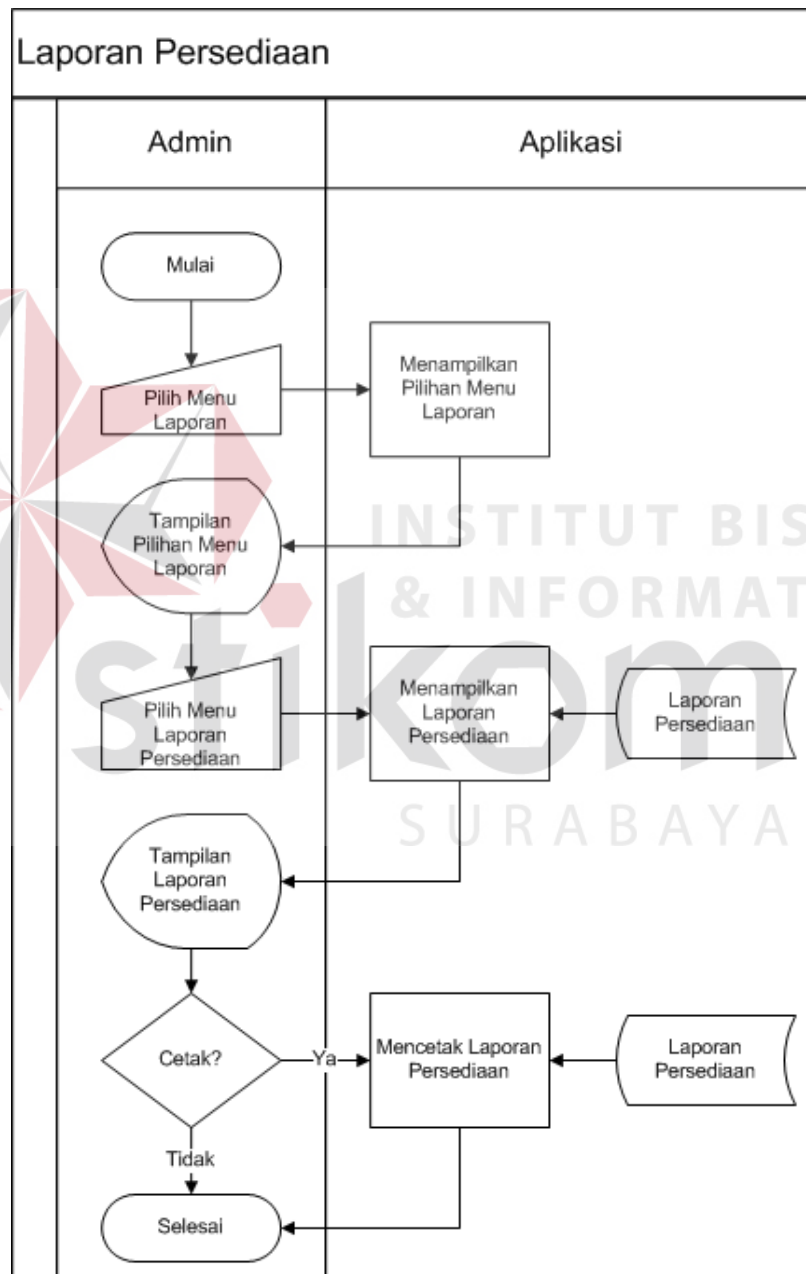 Laporan Persediaan
Admin
Aplikasi
Mulai
Pilih Menu
Laporan
Menampilkan
Pilihan Menu
Laporan
Tampilan
Pilihan Menu
Laporan
INSTITUT BIS
& INFORMAT
stikom
SURABAYA
Pilih Menu
Laporan
Persediaan
Menampilkan
Laporan
Persediaan
Laporan
Persediaan
Tampilan
Laporan
Persediaan
Cetak?
Ya
Mencetak Laporan
Persediaan
Laporan
Persediaan
Tidak
Selesai